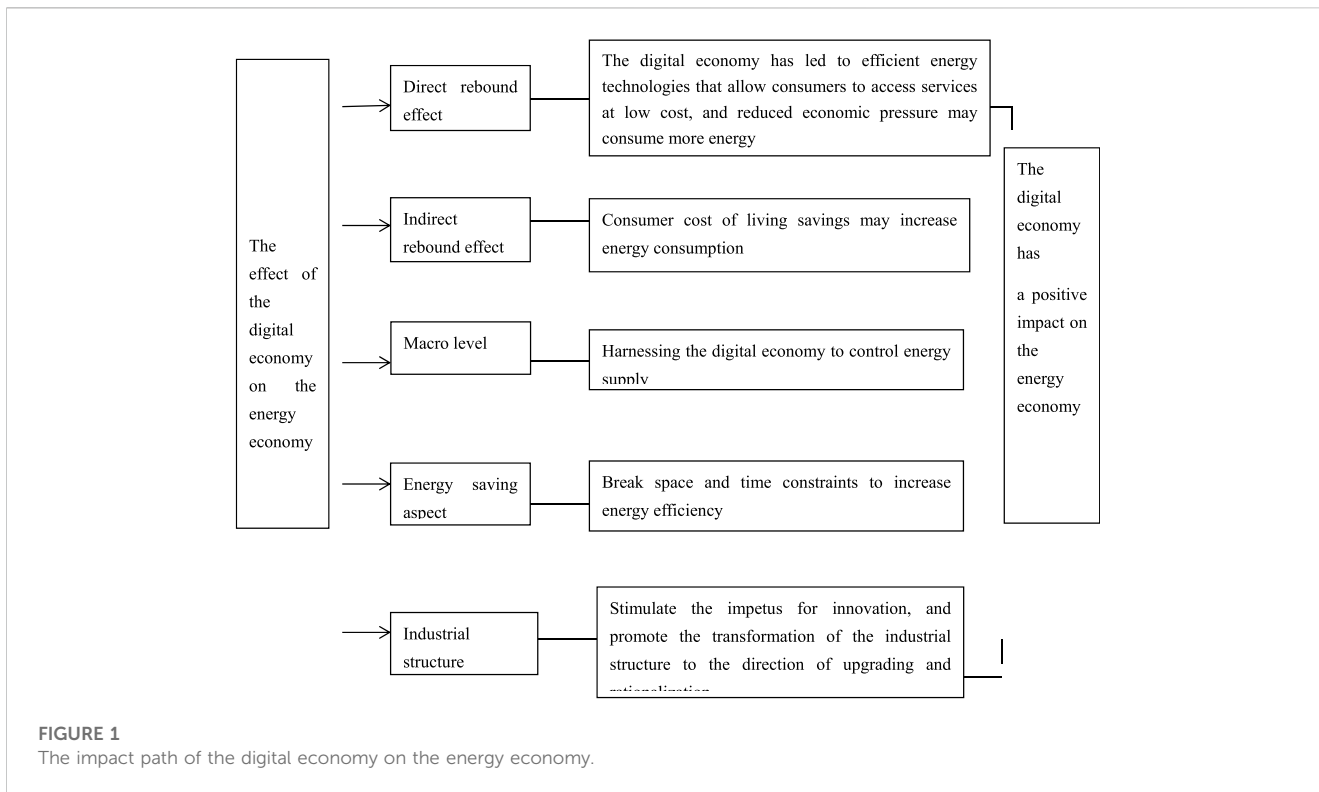 The
effect of
the
digital
economy
on the
energy
economy
Direct rebound
effect
The digital economy has led to efficient energy
technologies that allow consumers to access services
at low cost, and reduced economic pressure may
consume more energy
Indirect
rebound effect
Consumer cost of living savings may increase
energy consumption
Macro level
Harnessing the digital economy to control energy
supply
Energy saving
aspect
Break space and time constraints to increase
energy efficiency
Industrial
structure
Stimulate the impetus for innovation, and
promote the transformation of the industrial
structure to the direction of upgrading and
rationalization
The
digital
economy
has
a positive
impact on
the
energy
economy
FIGURE 1
The impact path of the digital economy on the energy economy.